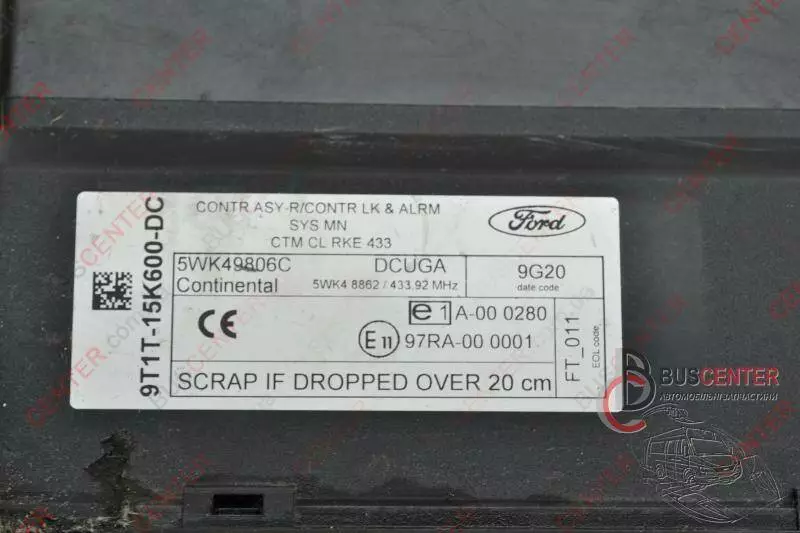 9T1T-15K600-DC
CONTR ASY-R/CONTR LK & ALRM
SYS MN
CTM CL RKE 433
Ford
5WK49806C DCUGA
Continental 5WK4 8862 / 433.92 MHz
9G20
date code
CE
e1 A-00 0280
E11 97RA-00 0001
FT_011
EOL code
SCRAP IF DROPPED OVER 20 cm
BUSCENTER
АВТОМОБІЛЬНІ ЗАПЧАСТИНИ